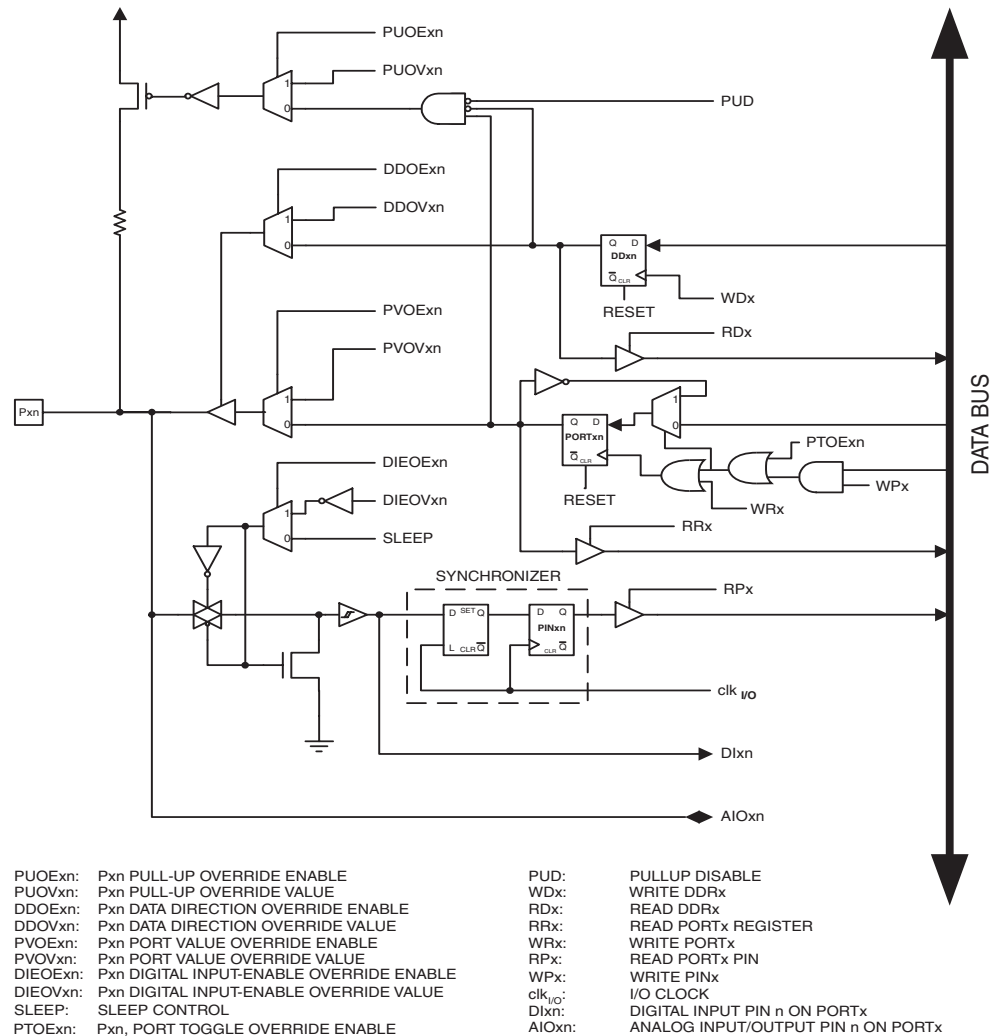 PUOExn
PUOVxn
1
0
PUD
DDOExn
DDOVxn
1
0
Q D
DDxn
Q CLR
WDx
RESET
RDx
PVOExn
PVOVxn
1
0
Pxn
Q D
PORTxn
Q CLR
RESET
1
0
PTOExn
WPx
WRx
RRx
DATA BUS
DIEOExn
DIEOVxn
1
0
SLEEP
SYNCHRONIZER
D SET Q
L CLR Q
D Q
PINxn
CLR Q
RPx
clk I/O
DIxn
AIOxn
PUOExn: Pxn PULL-UP OVERRIDE ENABLE
PUOVxn: Pxn PULL-UP OVERRIDE VALUE
DDOExn: Pxn DATA DIRECTION OVERRIDE ENABLE
DDOVxn: Pxn DATA DIRECTION OVERRIDE VALUE
PVOExn: Pxn PORT VALUE OVERRIDE ENABLE
PVOVxn: Pxn PORT VALUE OVERRIDE VALUE
DIEOExn: Pxn DIGITAL INPUT-ENABLE OVERRIDE ENABLE
DIEOVxn: Pxn DIGITAL INPUT-ENABLE OVERRIDE VALUE
SLEEP: SLEEP CONTROL
PTOExn: Pxn, PORT TOGGLE OVERRIDE ENABLE
PUD: PULLUP DISABLE
WDx: WRITE DDRx
RDx: READ DDRx
RRx: READ PORTx REGISTER
WRx: WRITE PORTx
RPx: READ PORTx PIN
WPx: WRITE PINx
clkI/O: I/O CLOCK
DIxn: DIGITAL INPUT PIN n ON PORTx
AIOxn: ANALOG INPUT/OUTPUT PIN n ON PORTx